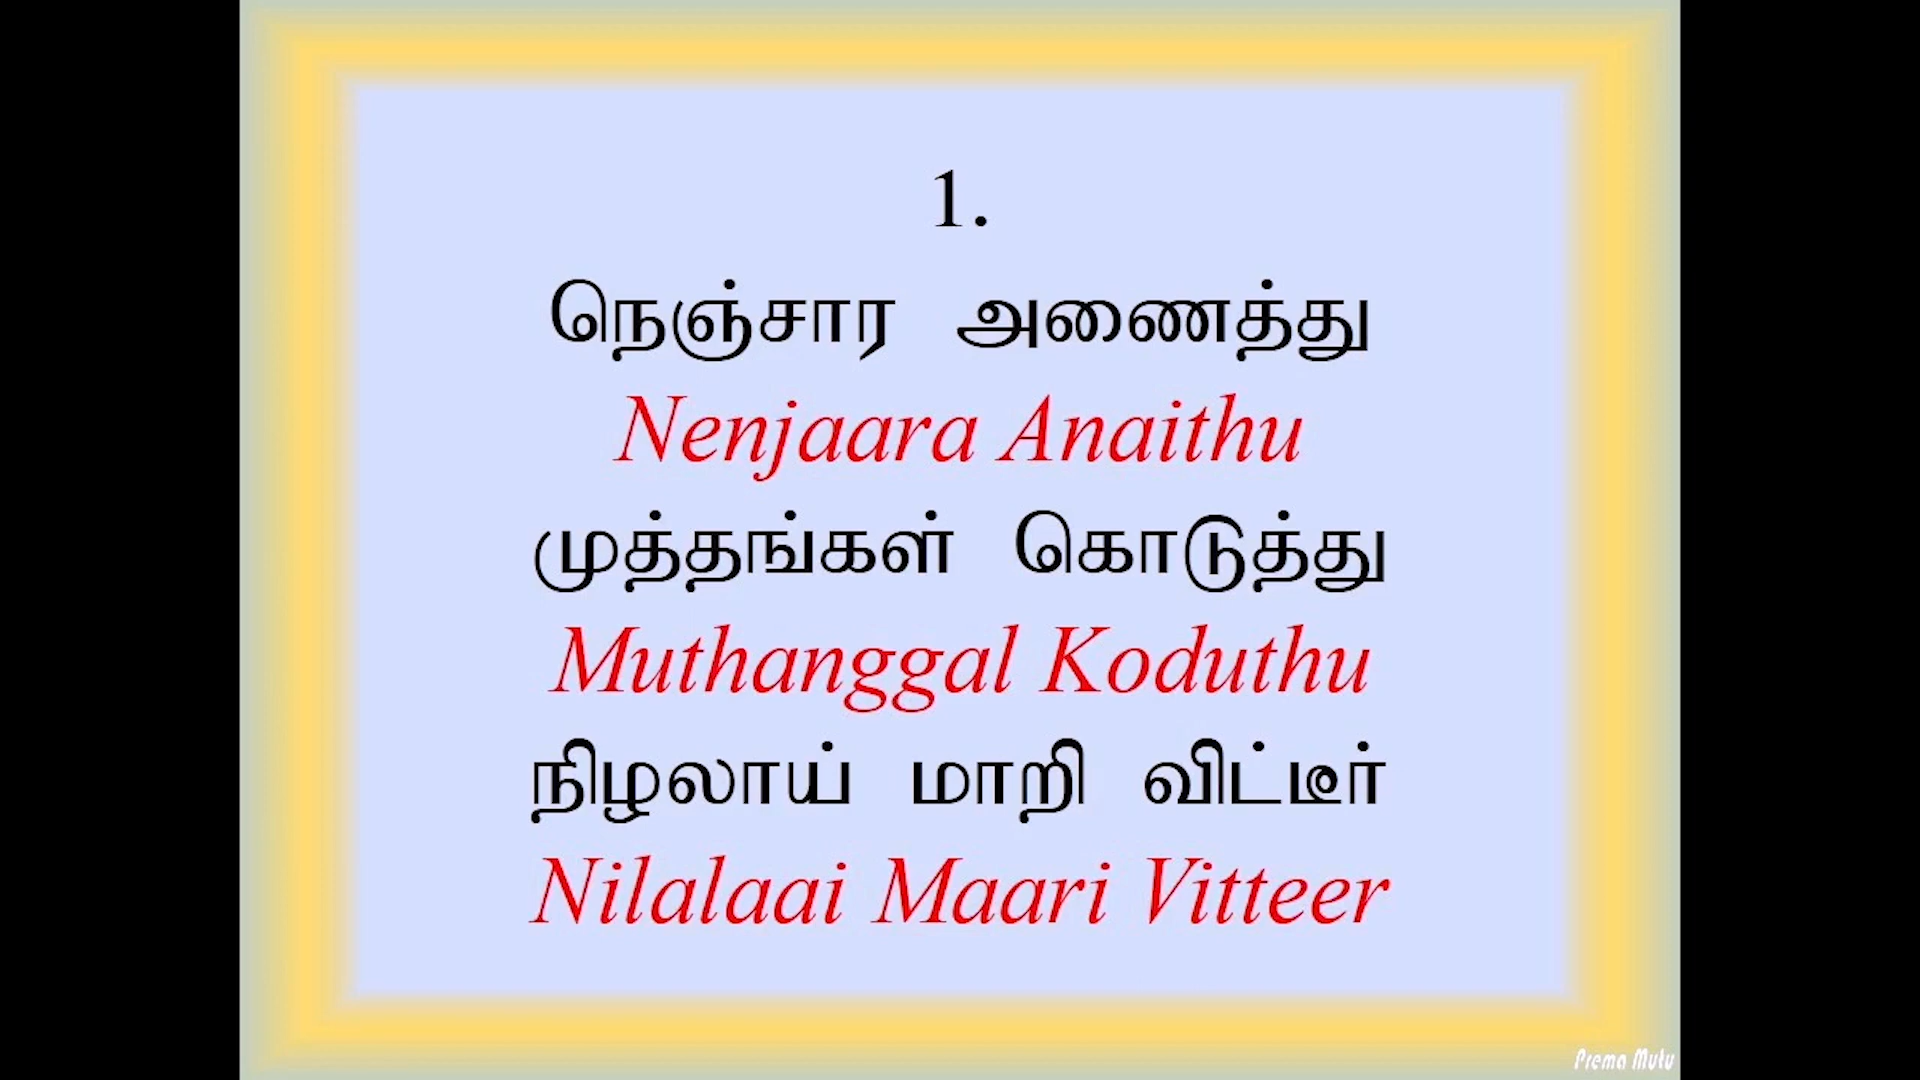 1.
நெஞ்சார அணைத்து
Nenjaara Anaithu
முத்தங்கள் கொடுத்து
Muthanggal Koduthu
நிழலாய் மாறி விட்டீர்
Nilalaai Maari Vitteer
Prema Mutu